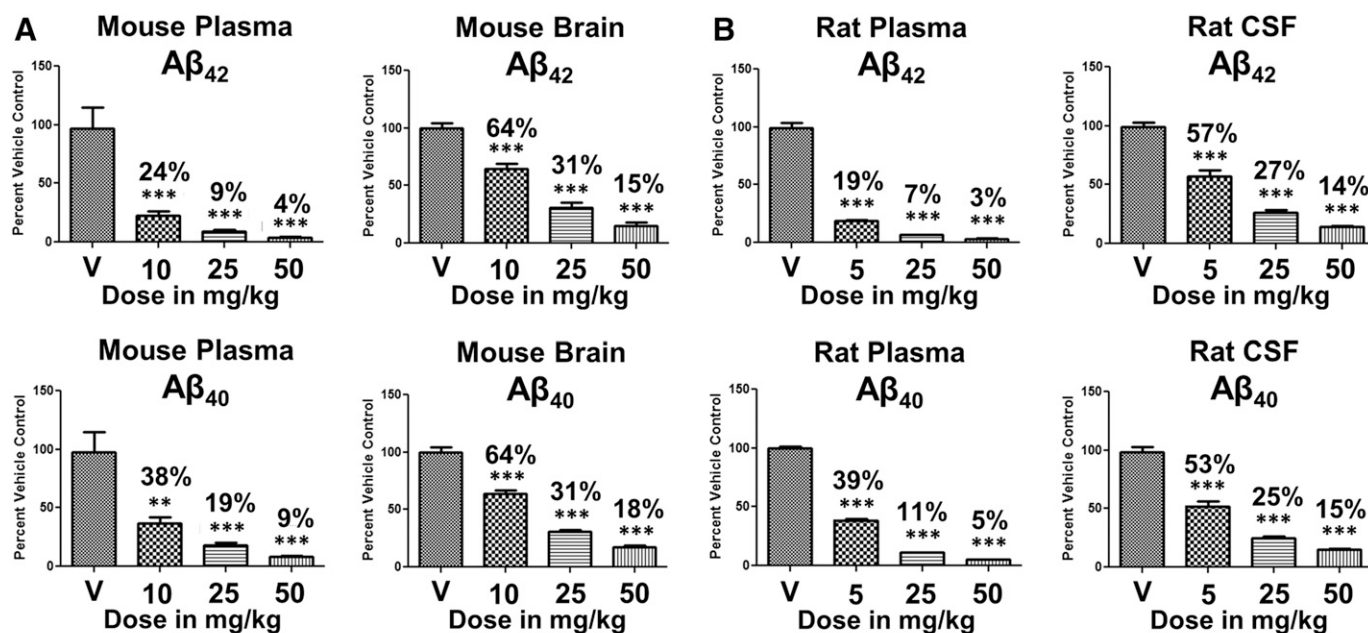 A
Mouse Plasma
Aβ42
Percent Vehicle Control
150
100
50
0
24%
***
9%
***
4%
***
V 10 25 50
Dose in mg/kg
Mouse Brain
Aβ42
Percent Vehicle Control
150
100
50
0
64%
***
31%
***
15%
***
V 10 25 50
Dose in mg/kg
B
Rat Plasma
Aβ42
Percent Vehicle Control
150
100
50
0
19%
***
7%
***
3%
***
V 5 25 50
Dose in mg/kg
Rat CSF
Aβ42
Percent Vehicle Control
150
100
50
0
57%
***
27%
***
14%
***
V 5 25 50
Dose in mg/kg
Mouse Plasma
Aβ40
Percent Vehicle Control
150
100
50
0
38%
**
19%
***
9%
***
V 10 25 50
Dose in mg/kg
Mouse Brain
Aβ40
Percent Vehicle Control
150
100
50
0
64%
***
31%
***
18%
***
V 10 25 50
Dose in mg/kg
Rat Plasma
Aβ40
Percent Vehicle Control
150
100
50
0
39%
***
11%
***
5%
***
V 5 25 50
Dose in mg/kg
Rat CSF
Aβ40
Percent Vehicle Control
150
100
50
0
53%
***
25%
***
15%
***
V 5 25 50
Dose in mg/kg